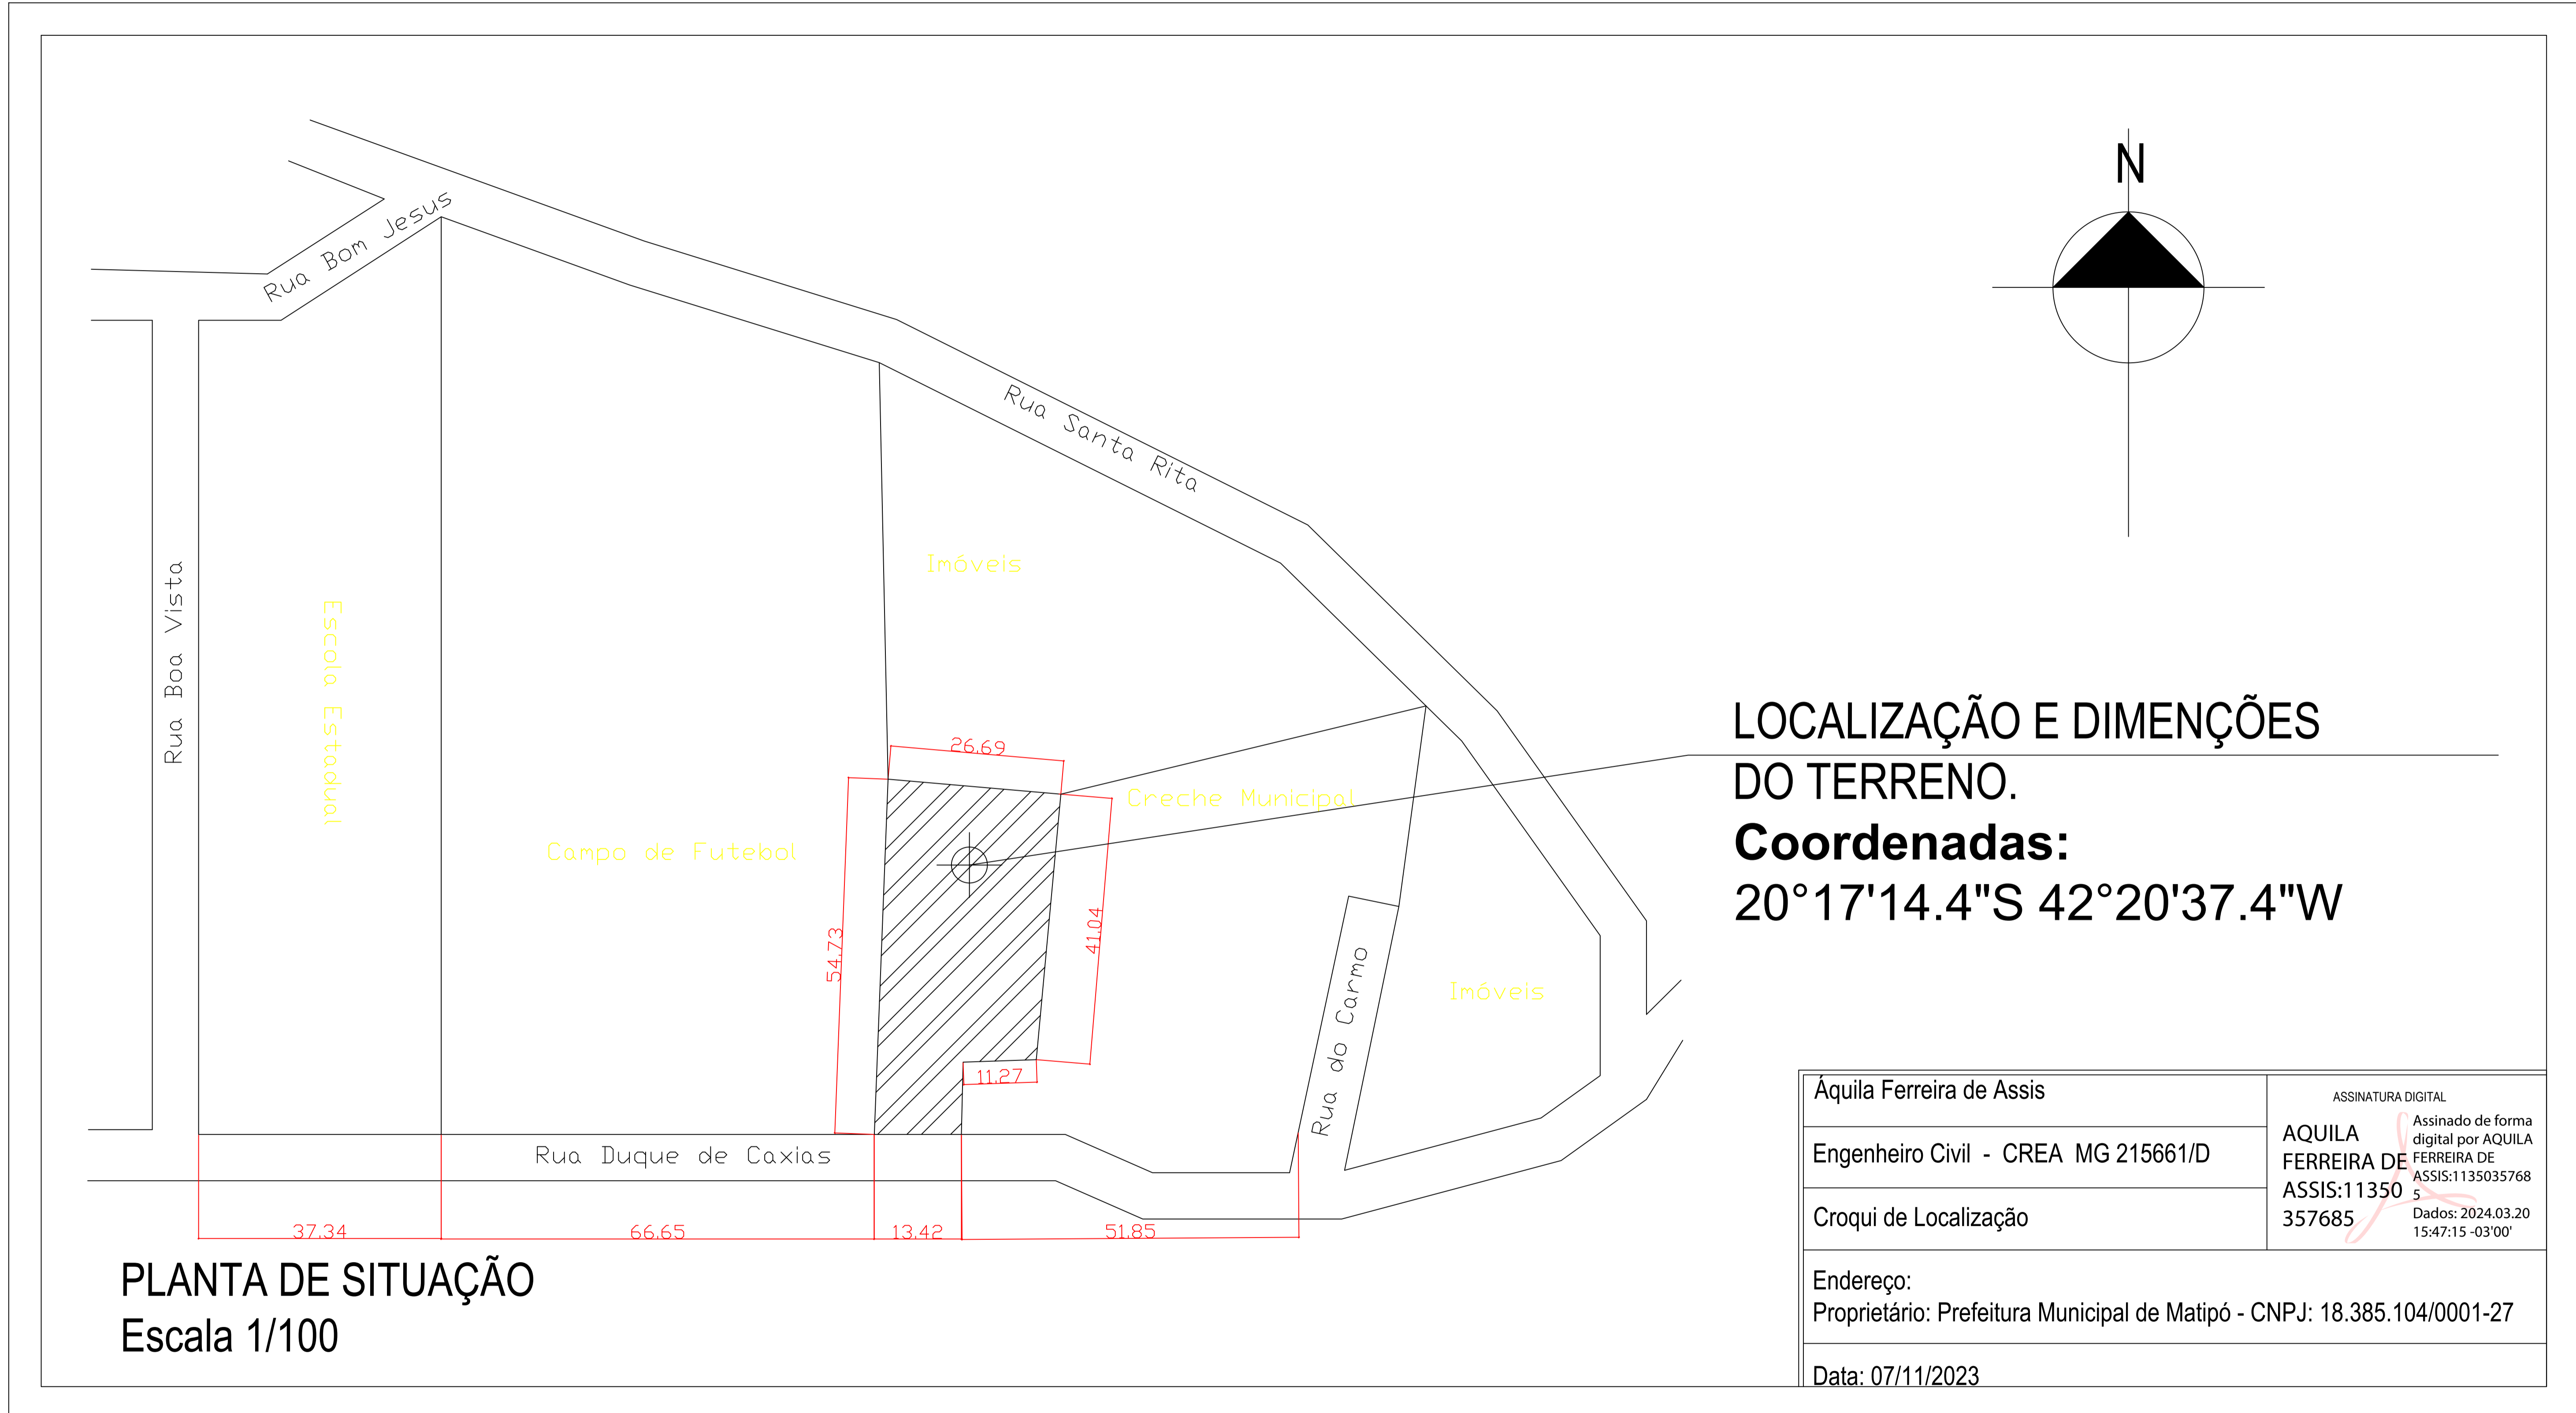 N
Rua Bom Jesus
Rua Santa Rita
Rua Boa Vista
Escola Estadual
Imóveis
Campo de Futebol
Creche Municipal
Imóveis
Rua do Carmo
Rua Duque de Caxias
26.69
54.73
41.04
11.27
37.34
66.65
13.42
51.85
LOCALIZAÇÃO E DIMENÇÕES
DO TERRENO.
Coordenadas:
20°17'14.4"S 42°20'37.4"W
PLANTA DE SITUAÇÃO
Escala 1/100
Áquila Ferreira de Assis
Engenheiro Civil - CREA MG 215661/D
Croqui de Localização
ASSINATURA DIGITAL
AQUILA
FERREIRA DE
ASSIS:11350
357685
Assinado de forma
digital por AQUILA
FERREIRA DE
ASSIS:1135035768
5
Dados: 2024.03.20
15:47:15 -03'00'
Endereço:
Proprietário: Prefeitura Municipal de Matipó - CNPJ: 18.385.104/0001-27
Data: 07/11/2023